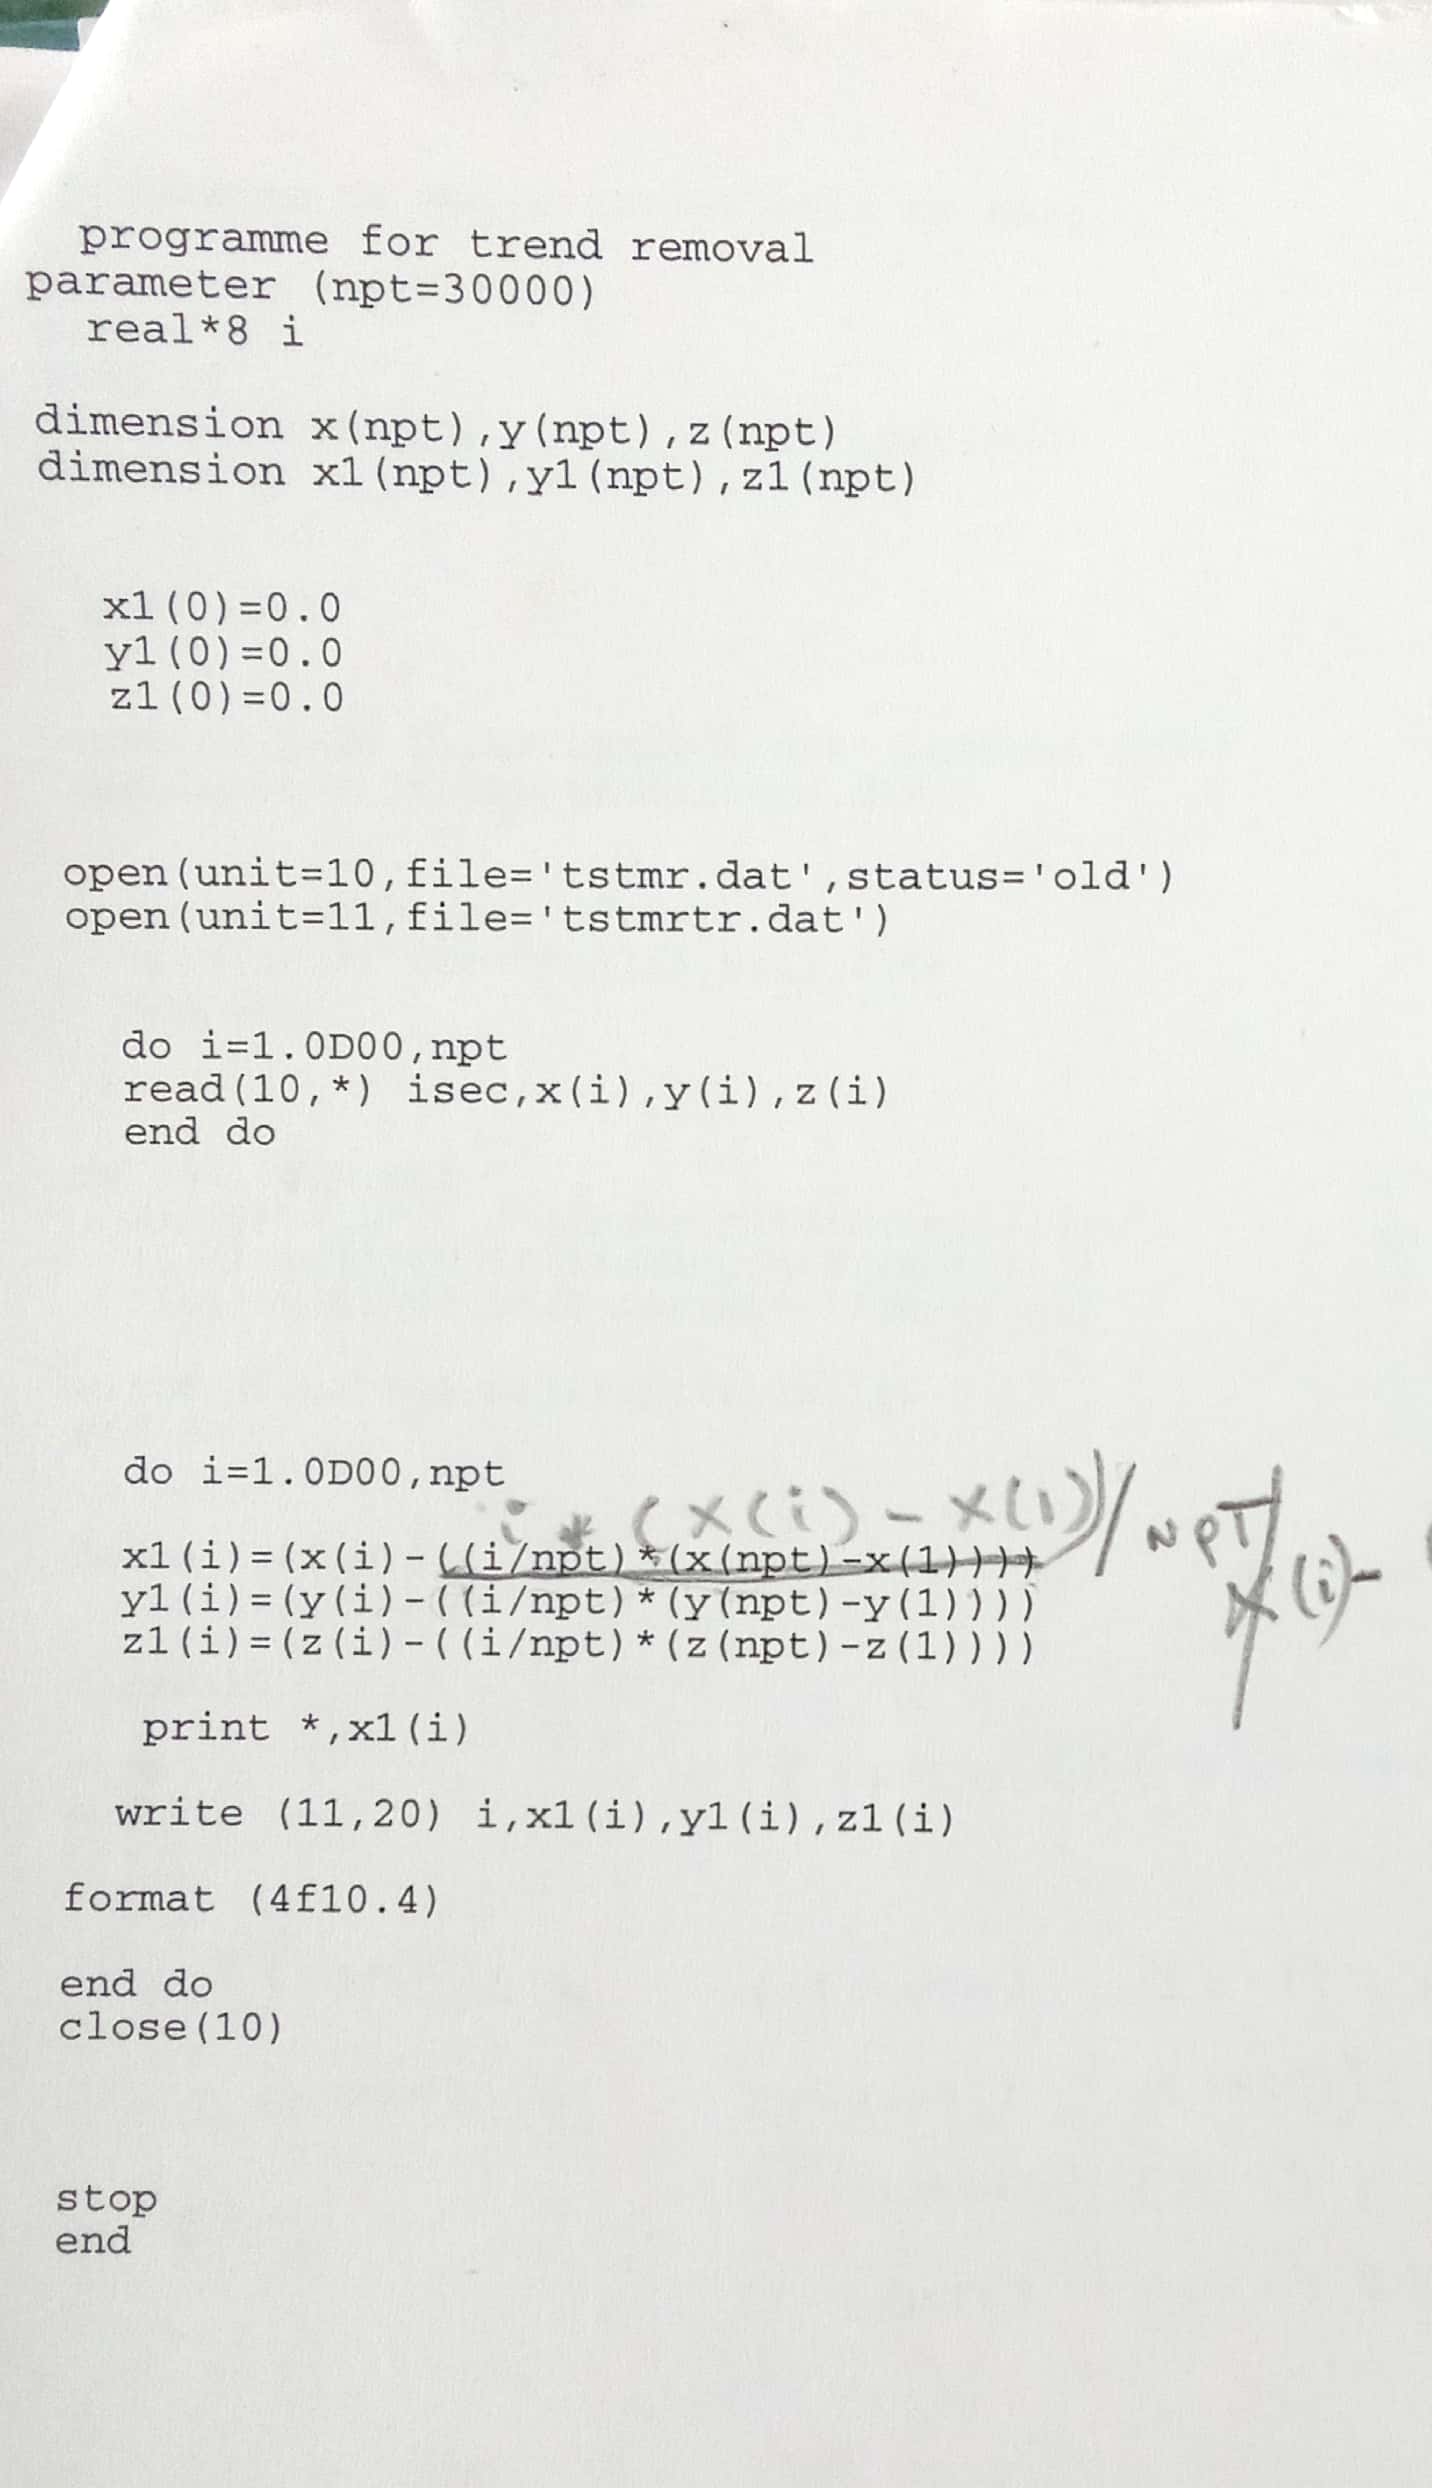 programme for trend removal
parameter (npt=30000)
real*8 i
dimension x(npt),y(npt),z(npt)
dimension x1(npt),y1(npt),z1(npt)
x1(0)=0.0
y1(0)=0.0
z1(0)=0.0
open(unit=10,file='tstmr.dat',status='old')
open(unit=11,file='tstmrtr.dat')
do i=1.0D00,npt
read(10,*) isec,x(i),y(i),z(i)
end do
do i=1.0D00,npt
i * (x(i) - x(1))/NPT
x1(i)=(x(i)-((i/npt)*(x(npt)-x(1))))
x(i)-
y1(i)=(y(i)-((i/npt)*(y(npt)-y(1))))
z1(i)=(z(i)-((i/npt)*(z(npt)-z(1))))
print *,x1(i)
write (11,20) i,x1(i),y1(i),z1(i)
format (4f10.4)
end do
close(10)
stop
end